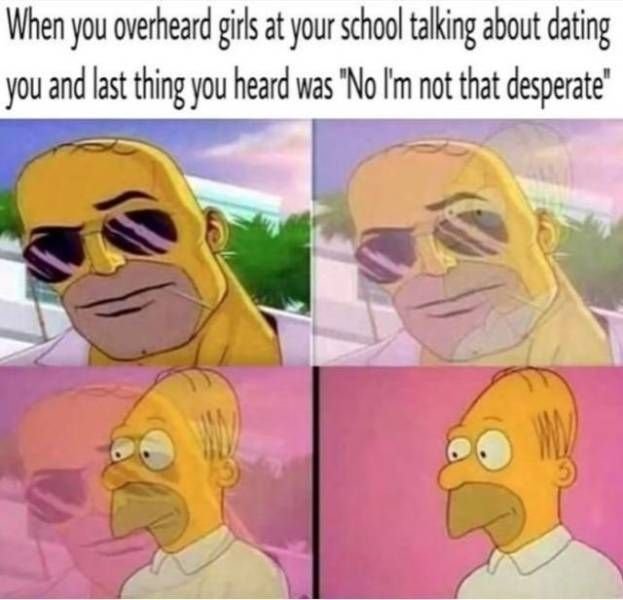 When you overheard girls at your school talking about dating
you and last thing you heard was "No I'm not that desperate"